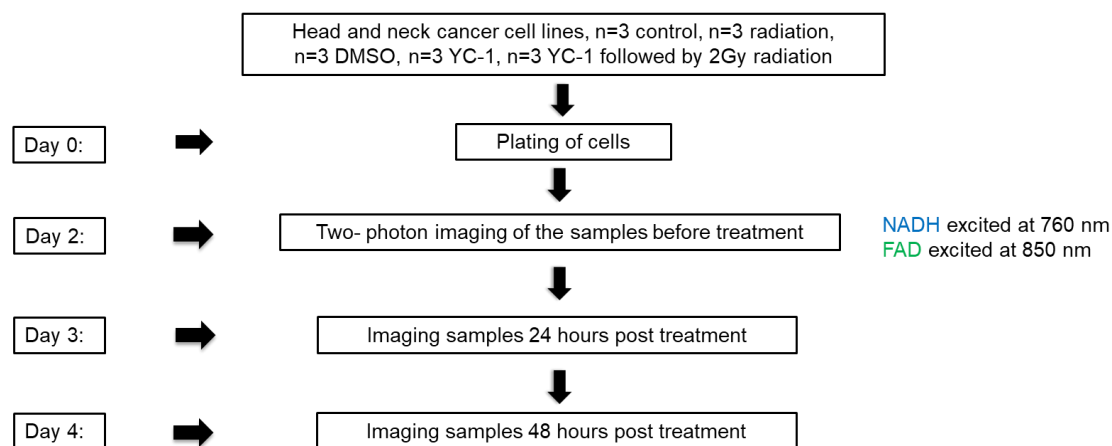 Head and neck cancer cell lines, n=3 control, n=3 radiation,
n=3 DMSO, n=3 YC-1, n=3 YC-1 followed by 2Gy radiation
Day 0:
Plating of cells
Day 2:
Two- photon imaging of the samples before treatment
NADH excited at 760 nm
FAD excited at 850 nm
Day 3:
Imaging samples 24 hours post treatment
Day 4:
Imaging samples 48 hours post treatment